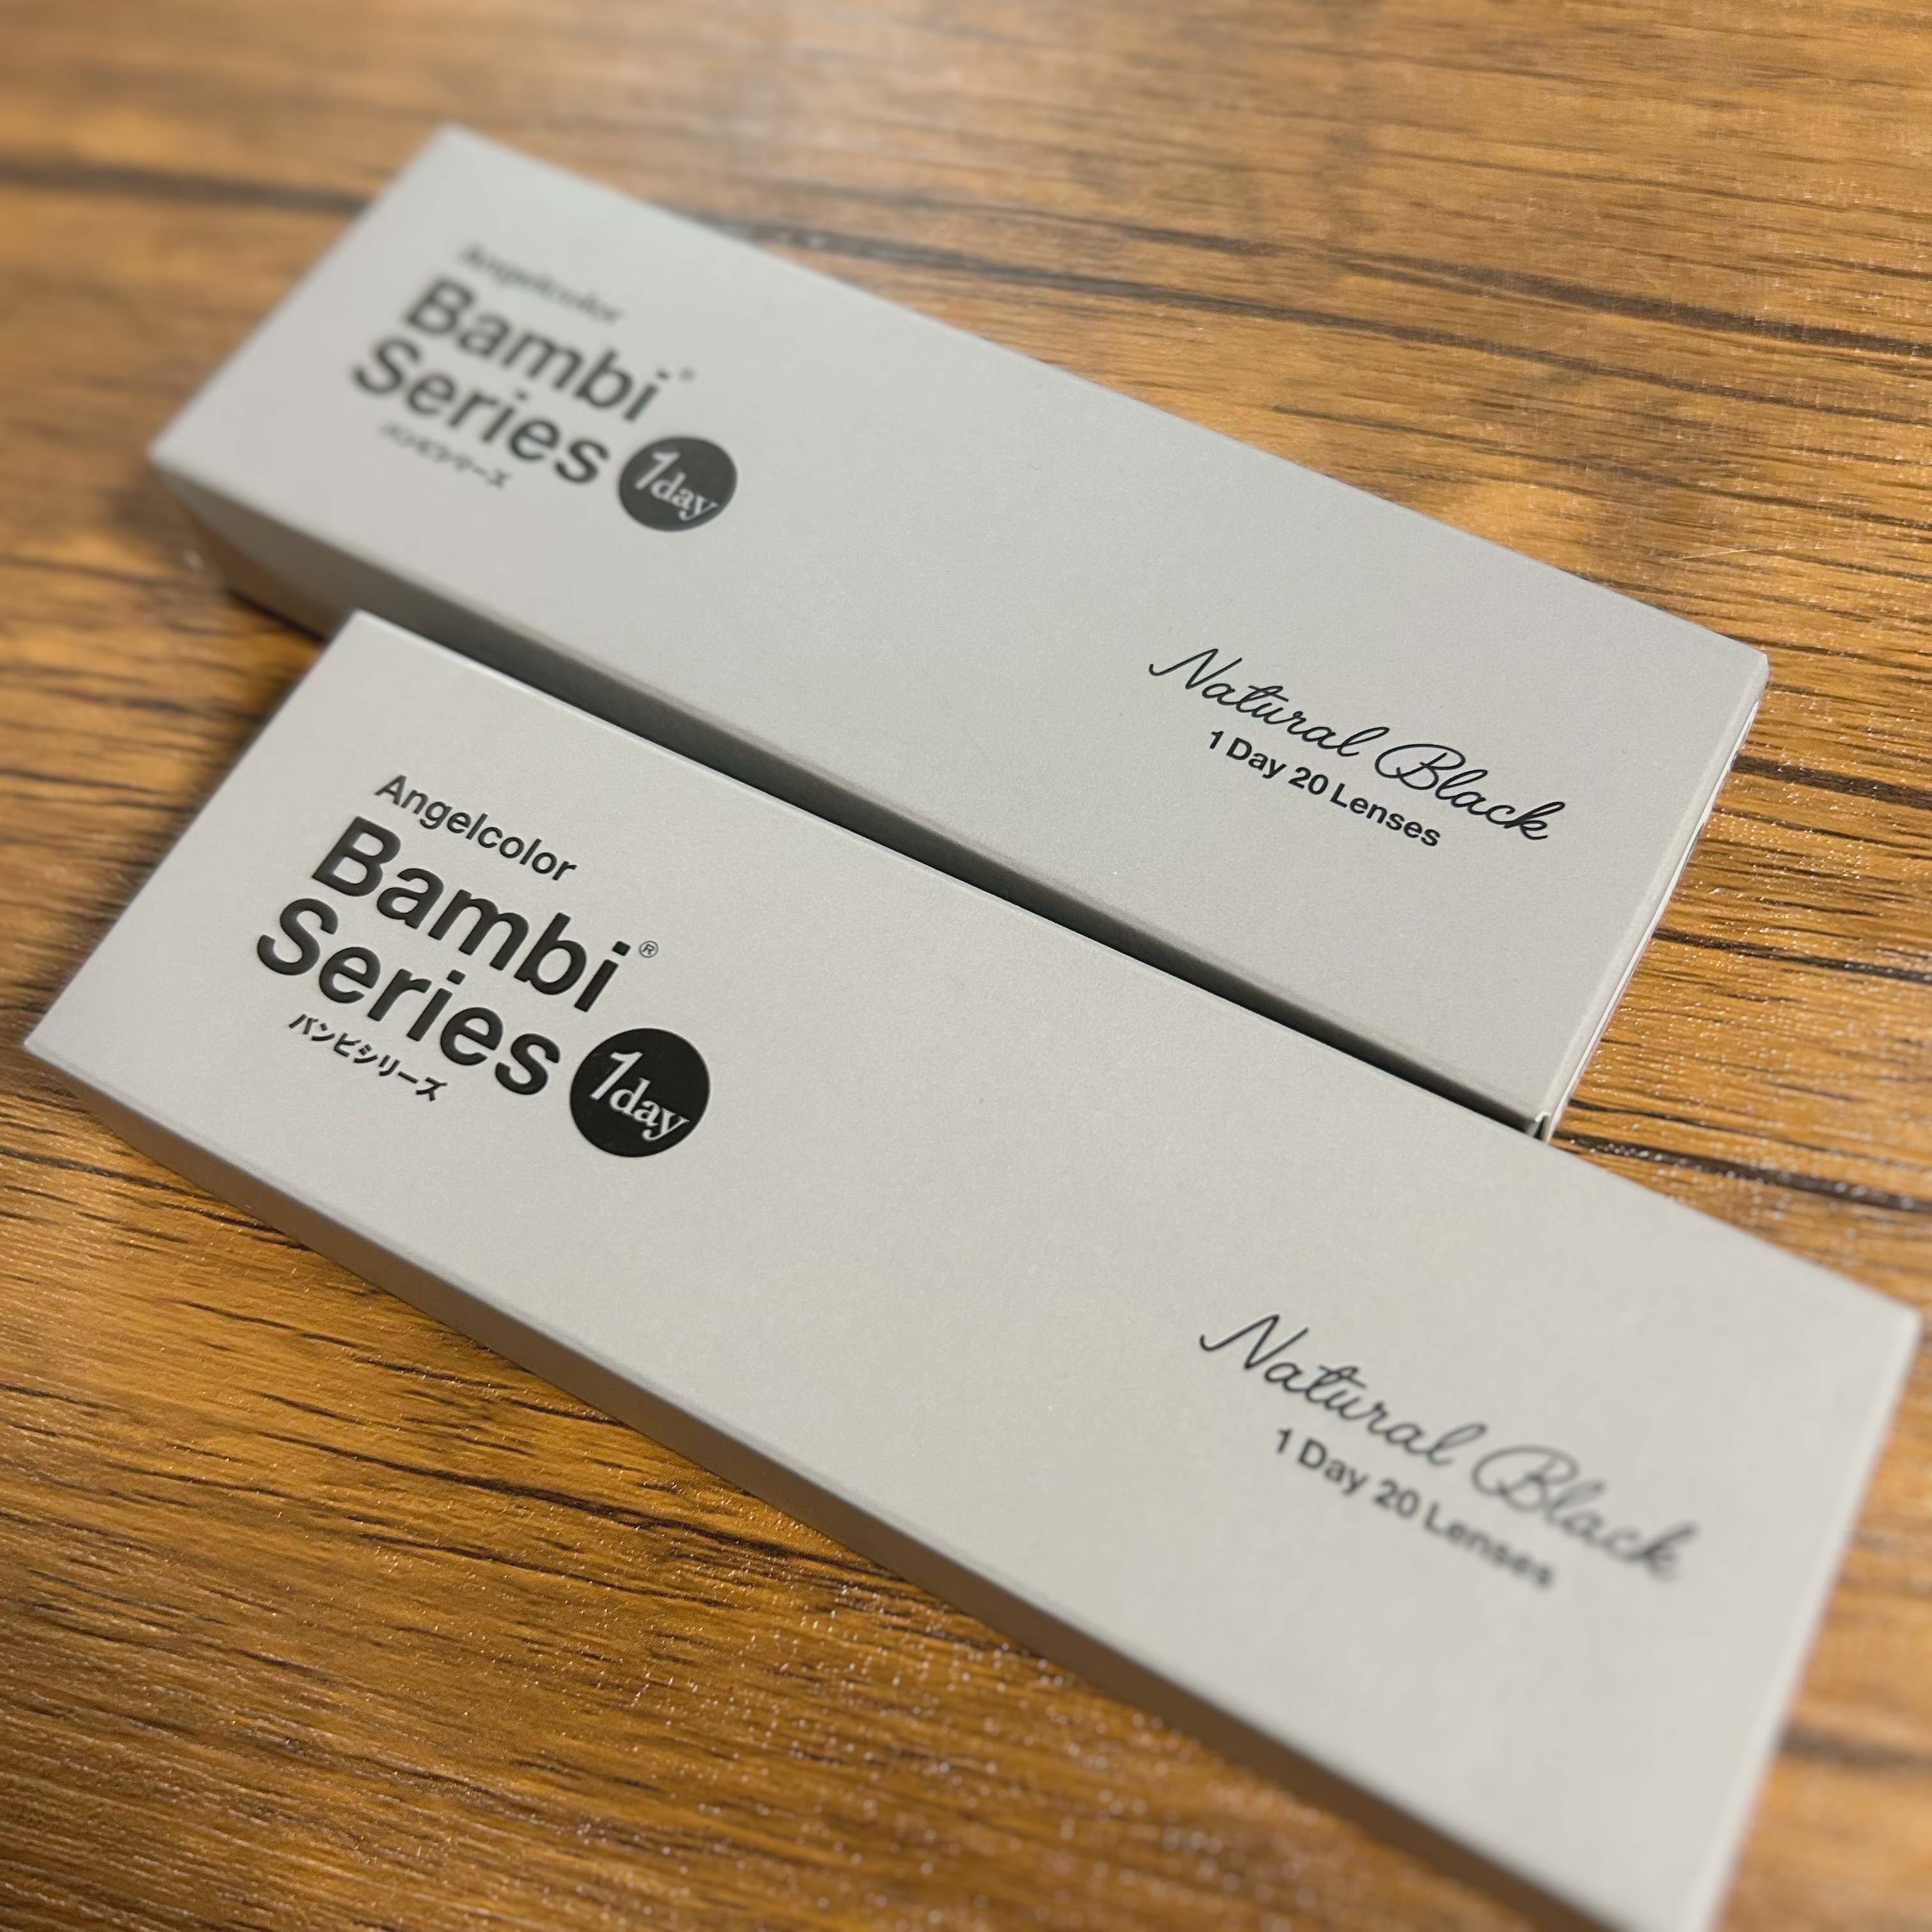 Angelcolor
Bambi
Series 1day
バンビシリーズ
Natural Black
1 Day 20 Lenses
Angelcolor
Bambi®
Series 1day
バンビシリーズ
Natural Black
1 Day 20 Lenses